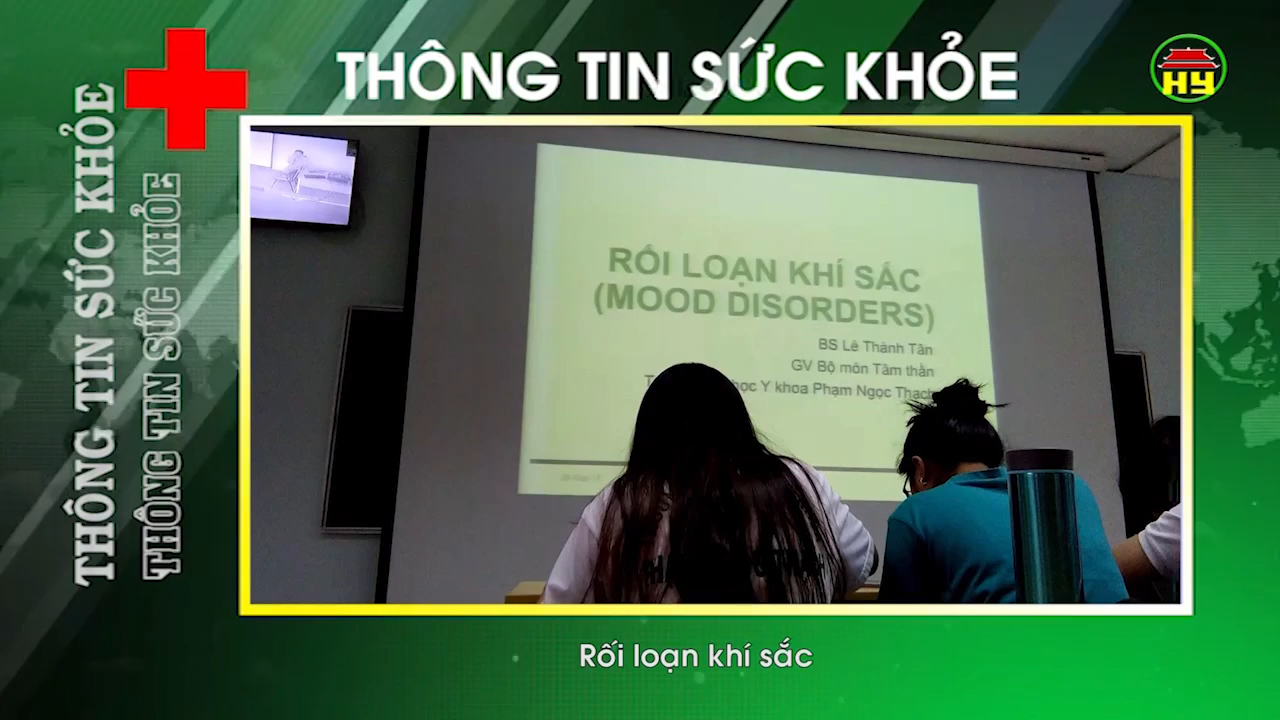 THÔNG TIN SỨC KHỎE
HY
THÔNG TIN SỨC KHỎE
THÔNG TIN SỨC KHỎE
RỐI LOẠN KHÍ SẮC
(MOOD DISORDERS)
BS Lê Thành Tân
GV Bộ môn Tâm thần
học Y khoa Phạm Ngọc Thạch
Rối loạn khí sắc